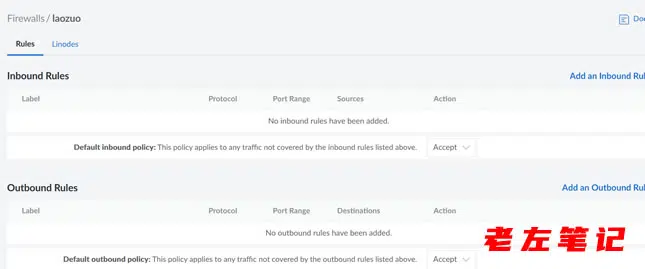 Firewalls / laozuo
Rules Linodes
Inbound Rules Add an Inbound
Label Protocol Port Range Sources Action
No inbound rules have been added.
Default inbound policy: This policy applies to any traffic not covered by the inbound rules listed above. Accept
Outbound Rules Add an Outbound
Label Protocol Port Range Destinations Action
No outbound rules have been added.
老左笔记
Default outbound policy: This policy applies to any traffic not covered by the outbound rules listed above. Accept